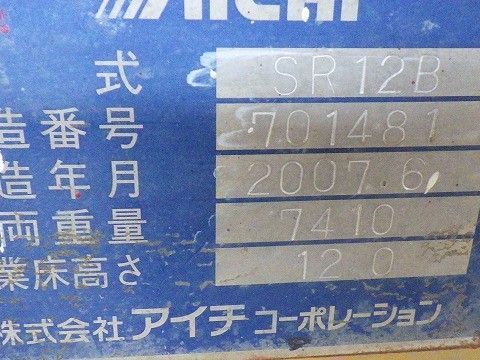 AICHI
式 SR12B
造番号 701481
造年月 2007.6
両重量 7410
業床高さ 12.0
株式会社 アイチ コーポレーション